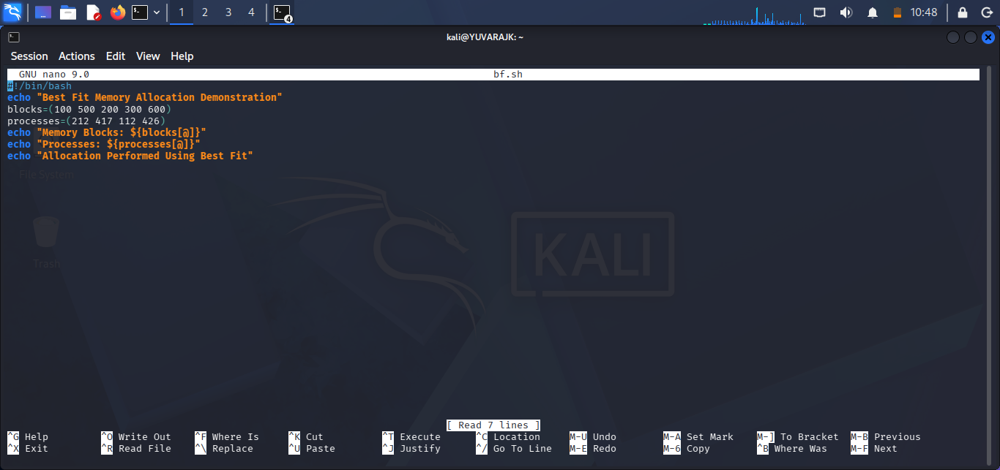 1 2 3 4 4 10:48
kali@YUVARAJK: ~
Session Actions Edit View Help
GNU nano 9.0 bf.sh
#!/bin/bash
echo "Best Fit Memory Allocation Demonstration"
blocks=(100 500 200 300 600)
processes=(212 417 112 426)
echo "Memory Blocks: ${blocks[@]}"
echo "Processes: ${processes[@]}"
echo "Allocation Performed Using Best Fit"
File System
KALI
Trash
[ Read 7 lines ]
^G Help ^O Write Out ^F Where Is ^K Cut ^T Execute ^C Location M-U Undo M-A Set Mark M-] To Bracket M-B Previous
^X Exit ^R Read File ^\ Replace ^U Paste ^J Justify ^/ Go To Line M-E Redo M-6 Copy ^B Where Was M-F Next